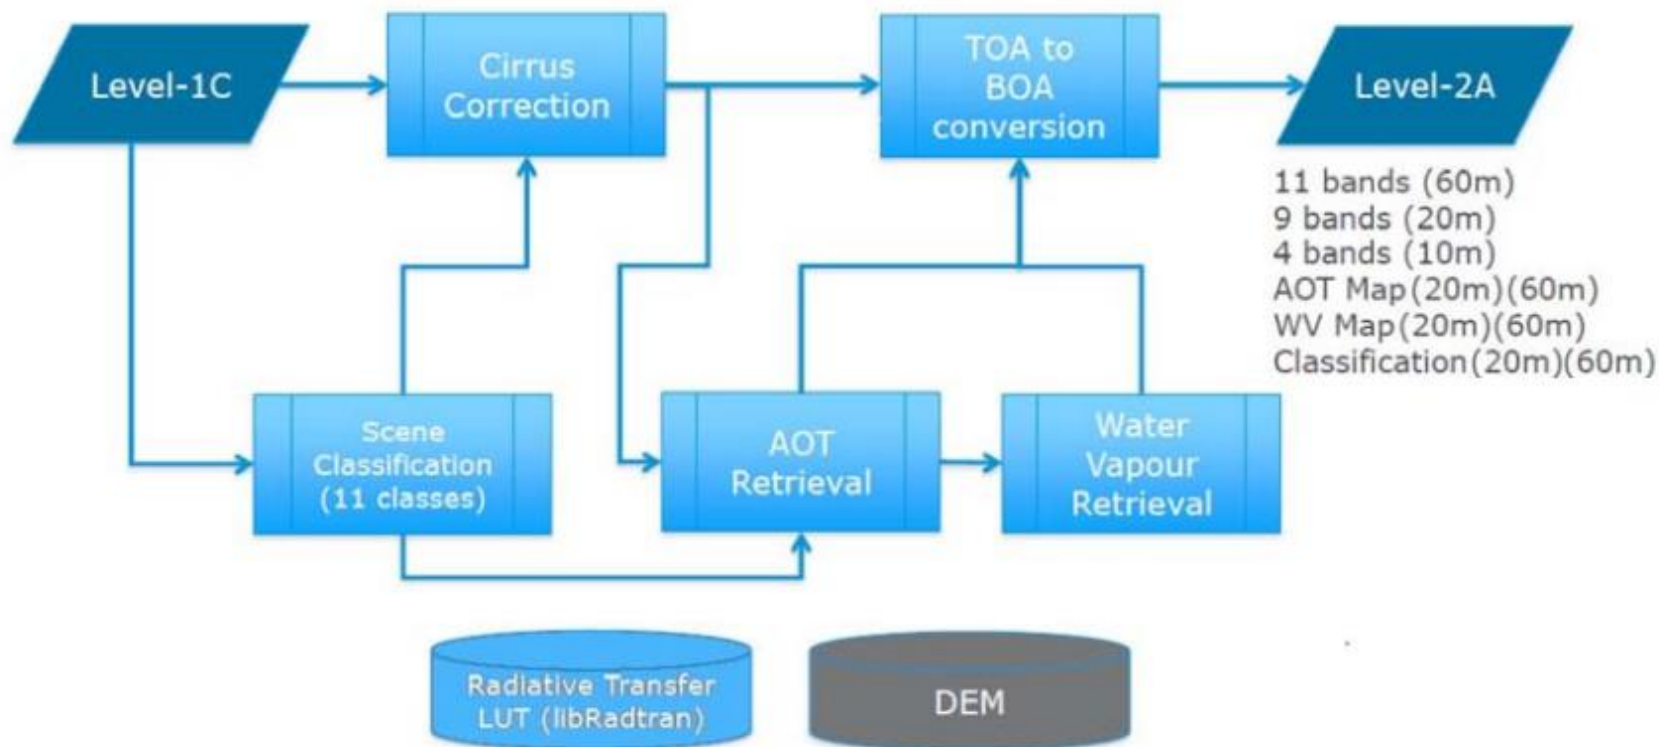 Level-1C
Cirrus
Correction
TOA to
BOA
conversion
Level-2A
11 bands (60m)
9 bands (20m)
4 bands (10m)
AOT Map(20m)(60m)
WV Map(20m)(60m)
Classification(20m)(60m)
Scene
Classification
(11 classes)
AOT
Retrieval
Water
Vapour
Retrieval
Radiative Transfer
LUT (libRadtran)
DEM